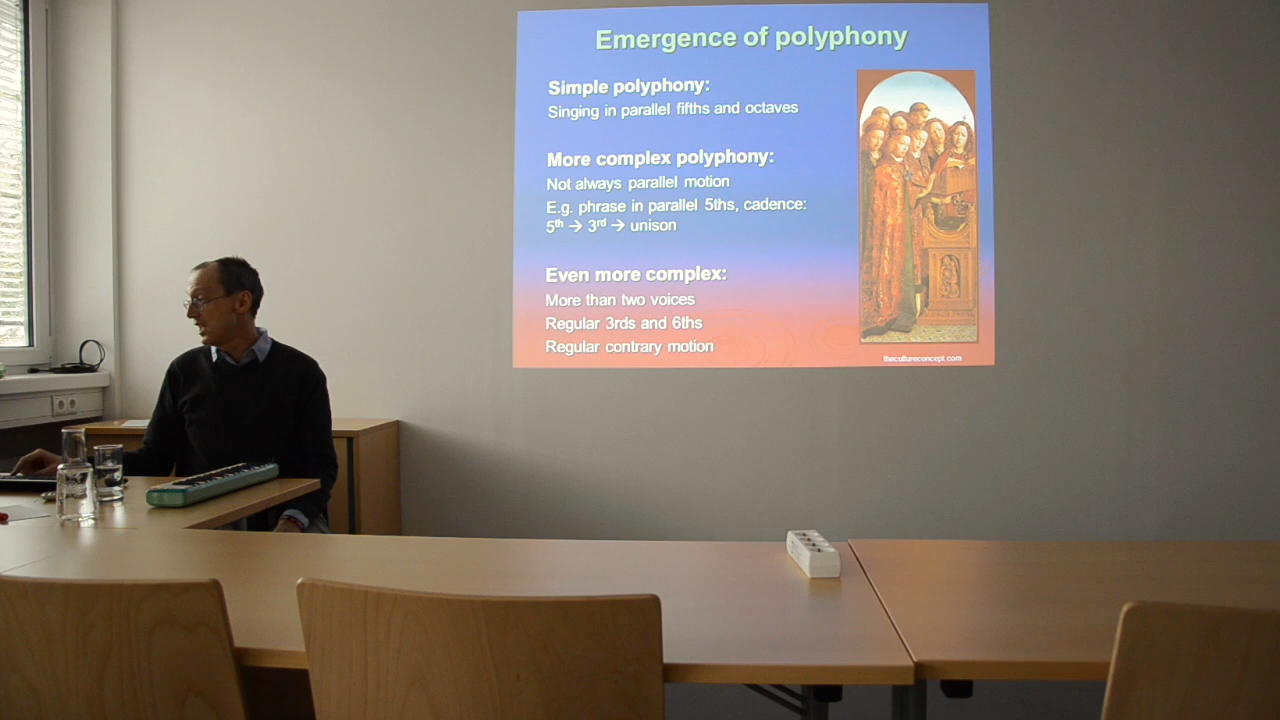 Emergence of polyphony
Simple polyphony:
Singing in parallel fifths and octaves
More complex polyphony:
Not always parallel motion
E.g. phrase in parallel 5ths, cadence:
5th → 3rd → unison
Even more complex:
More than two voices
Regular 3rds and 6ths
Regular contrary motion
thecultureconcept.com